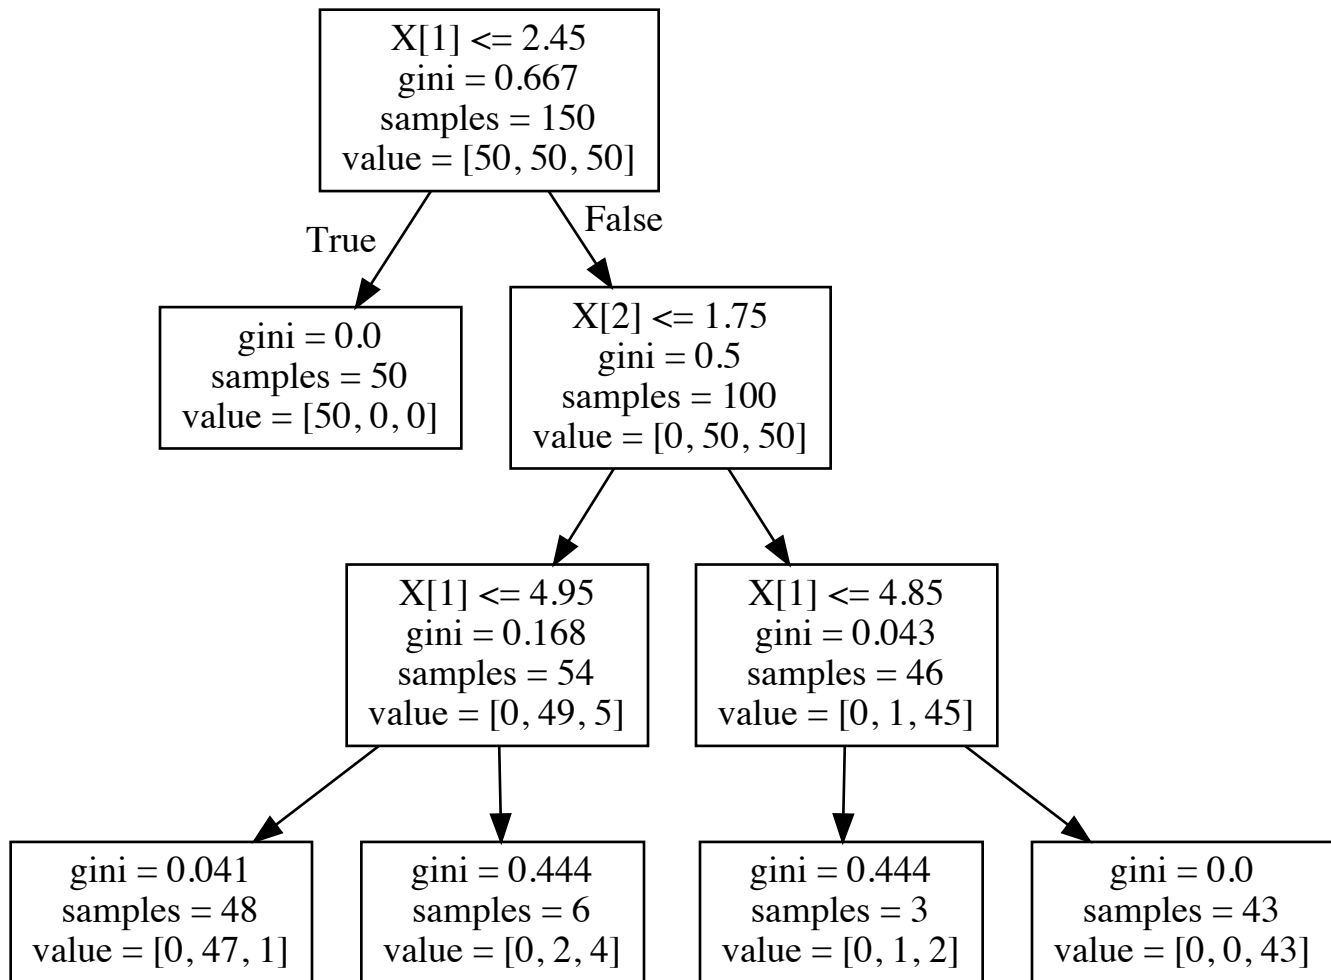 X[1] <= 2.45
gini = 0.667
samples = 150
value = [50, 50, 50]
True
False
gini = 0.0
samples = 50
value = [50, 0, 0]
X[2] <= 1.75
gini = 0.5
samples = 100
value = [0, 50, 50]
X[1] <= 4.95
gini = 0.168
samples = 54
value = [0, 49, 5]
X[1] <= 4.85
gini = 0.043
samples = 46
value = [0, 1, 45]
gini = 0.041
samples = 48
value = [0, 47, 1]
gini = 0.444
samples = 6
value = [0, 2, 4]
gini = 0.444
samples = 3
value = [0, 1, 2]
gini = 0.0
samples = 43
value = [0, 0, 43]